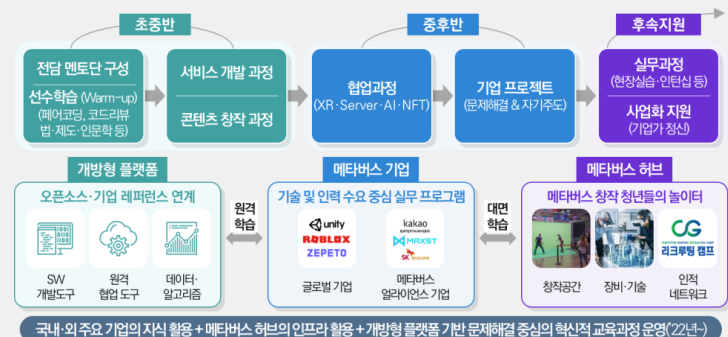 초중반
중후반
후속지원
전담 멘토단 구성
선수학습 (Warm-up)
(페어코딩, 코드리뷰
법·제도·인문학 등)
서비스 개발 과정
콘텐츠 창작 과정
협업과정
(XR·Server·AI·NFT)
기업 프로젝트
(문제해결 & 자기주도)
실무과정
(현장실습·인턴십 등)
사업화 지원
(기업가 정신)
개방형 플랫폼
오픈소스·기업 레퍼런스 연계
SW
개발도구
원격
협업 도구
데이터·
알고리즘
원격
학습
메타버스 기업
기술 및 인력 수요 중심 실무 프로그램
unity
ROBLOX
ZEPETO
글로벌 기업
kakao
ENTERTAINMENT
MAXST
SK telecom
메타버스
얼라이언스 기업
대면
학습
메타버스 허브
메타버스 창작 청년들의 놀이터
창작공간
장비·기술
CG
리크루팅 캠프
인적
네트워크
국내·외 주요 기업의 지식 활용 + 메타버스 허브의 인프라 활용 + 개방형 플랫폼 기반 문제해결 중심의 혁신적 교육과정 운영('22년~)